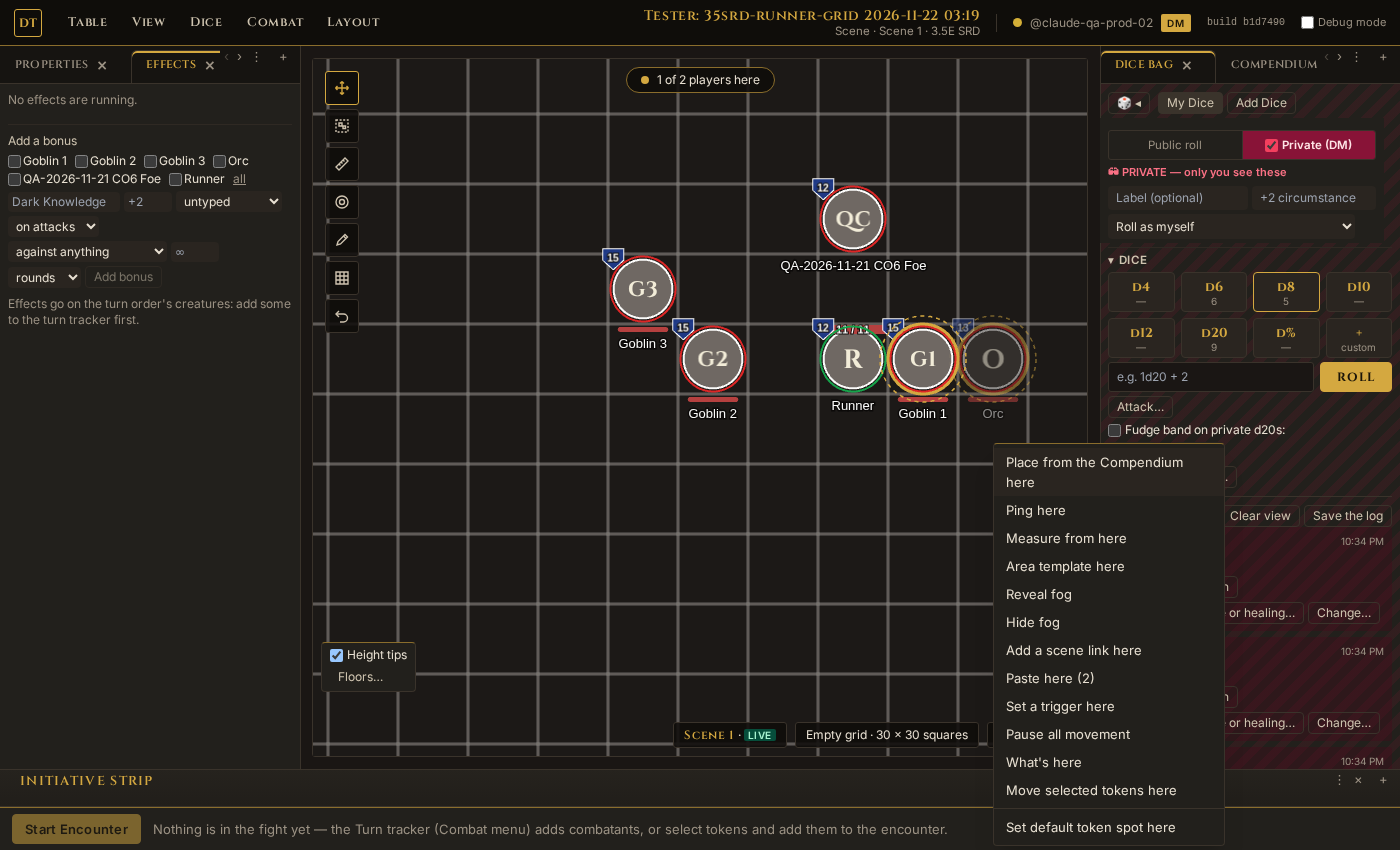 DT
TABLE
VIEW
DICE
COMBAT
LAYOUT
TESTER: 35SRD-RUNNER-GRID 2026-11-22 03:19
Scene · Scene 1 · 3.5E SRD
@claude-qa-prod-02
DM
build b1d7490
Debug mode
PROPERTIES ×
EFFECTS ×
No effects are running.
Add a bonus
Goblin 1 Goblin 2 Goblin 3 Orc
QA-2026-11-21 CO6 Foe Runner all
Dark Knowledge +2 untyped
on attacks
against anything ∞
rounds Add bonus
Effects go on the turn order's creatures: add some
to the turn tracker first.
1 of 2 players here
12
QC
QA-2026-11-21 CO6 Foe
15
G3
Goblin 3
15
G2
Goblin 2
12
11 / 11
R
Runner
15
G1
Goblin 1
13
O
Orc
Height tips
Floors...
SCENE 1 · LIVE
Empty grid · 30 × 30 squares
Place from the Compendium
here
Ping here
Measure from here
Area template here
Reveal fog
Hide fog
Add a scene link here
Paste here (2)
Set a trigger here
Pause all movement
What's here
Move selected tokens here
Set default token spot here
DICE BAG ×
COMPENDIUM
My Dice
Add Dice
Public roll
Private (DM)
PRIVATE — only you see these
Label (optional)
+2 circumstance
Roll as myself
▾ DICE
D4 —
D6 6
D8 5
D10 —
D12 —
D20 9
D% —
+ custom
e.g. 1d20 + 2
ROLL
Attack...
Fudge band on private d20s:
Clear view
Save the log
10:34 PM
or healing...
Change...
10:34 PM
or healing...
Change...
10:34 PM
INITIATIVE STRIP
Start Encounter
Nothing is in the fight yet — the Turn tracker (Combat menu) adds combatants, or select tokens and add them to the encounter.